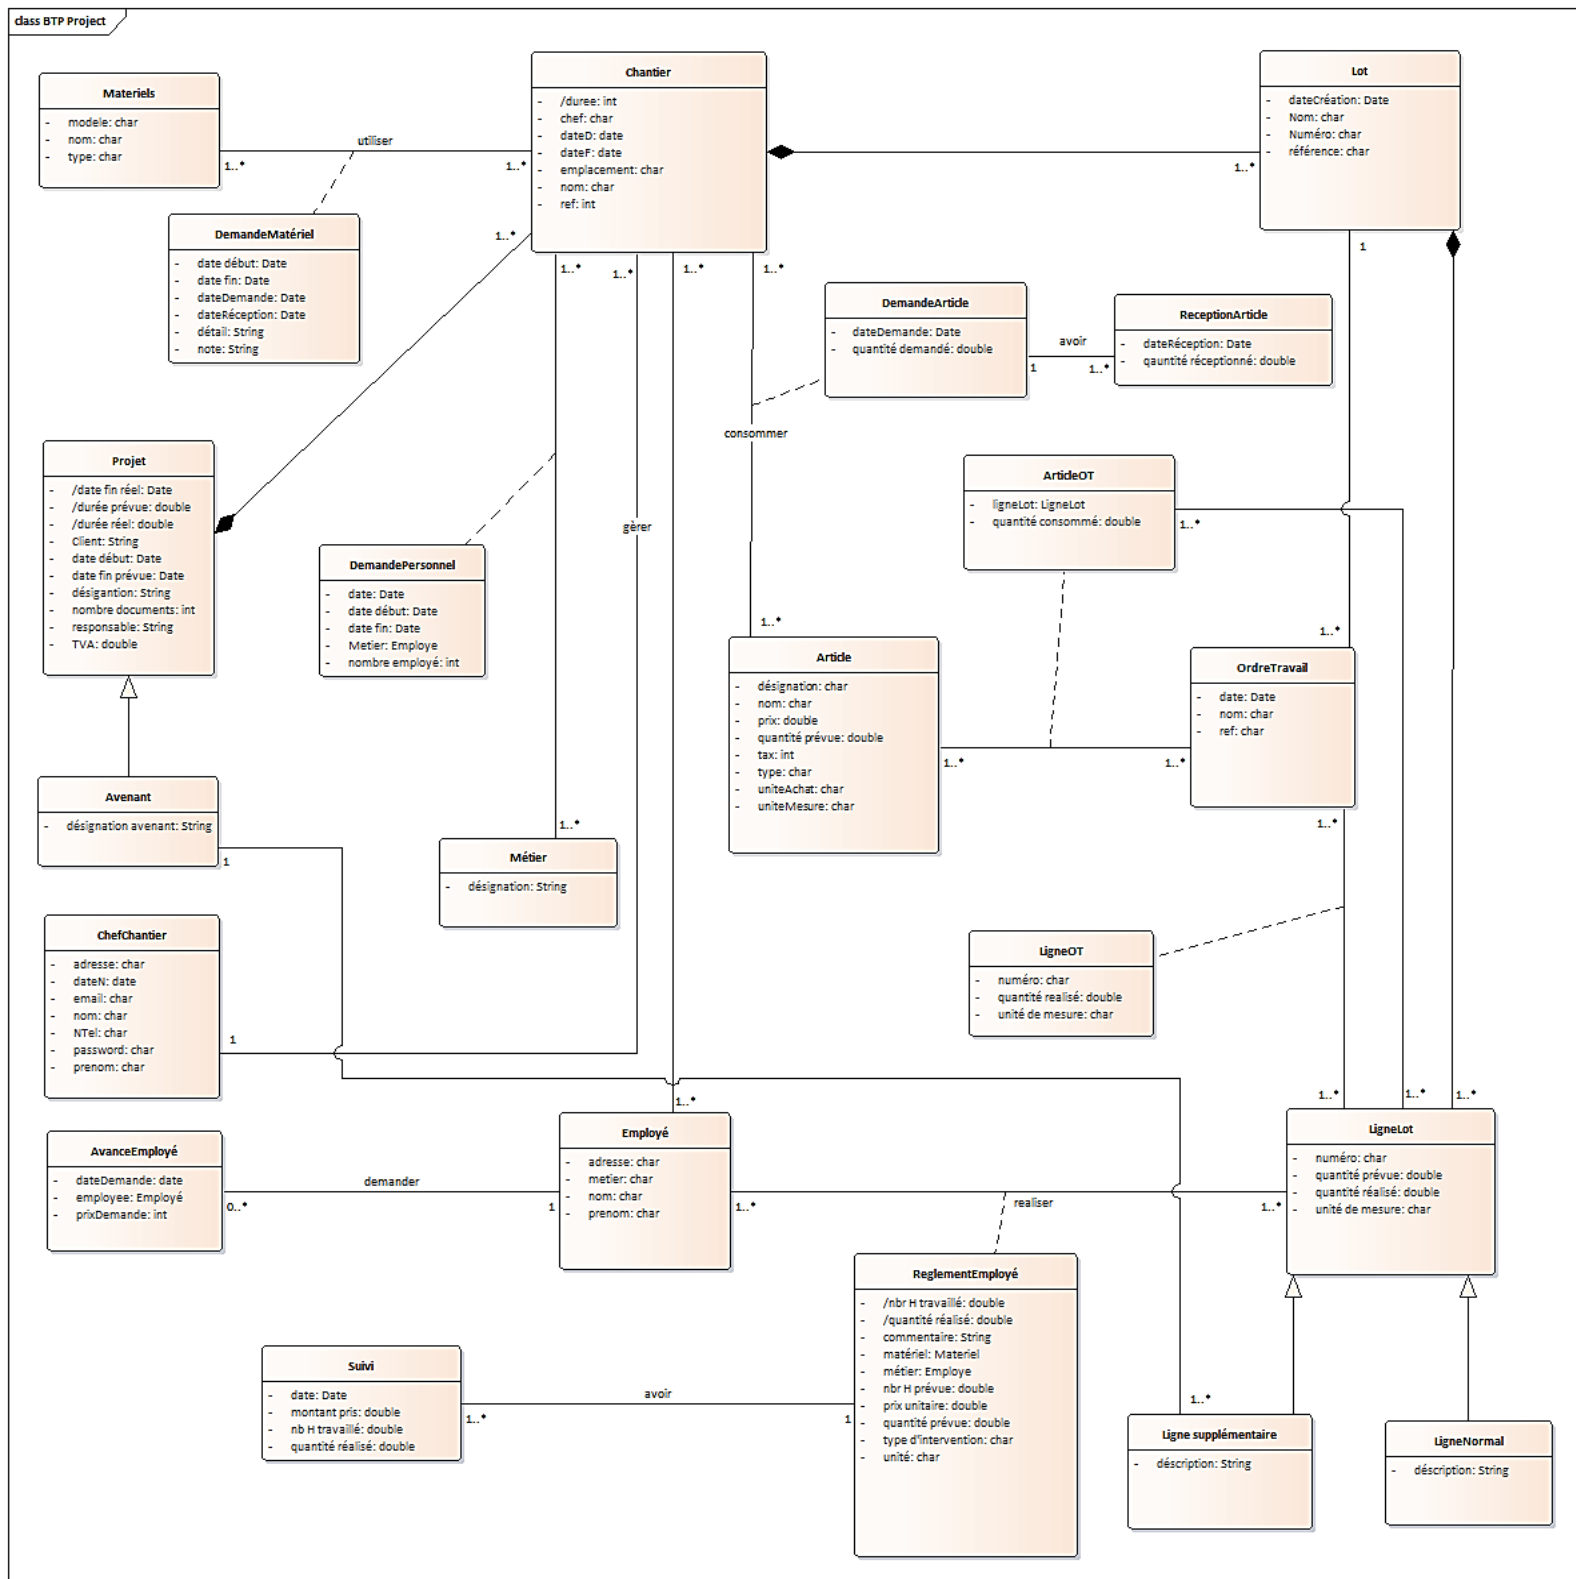 class BTP Project
Materiels
- modele: char
- nom: char
- type: char
utiliser
1..*
1..*
Chantier
- /duree: int
- chef: char
- dateD: date
- dateF: date
- emplacement: char
- nom: char
- ref: int
1..*
Lot
- dateCréation: Date
- Nom: char
- Numéro: char
- référence: char
1
DemandeMatériel
- date début: Date
- date fin: Date
- dateDemande: Date
- dateRéception: Date
- détail: String
- note: String
1..*
1..*
1..*
1..*
1..*
DemandeArticle
- dateDemande: Date
- quantité demandé: double
avoir
1
1..*
ReceptionArticle
- dateRéception: Date
- qauntité réceptionné: double
consommer
Projet
- /date fin réel: Date
- /durée prévue: double
- /durée réel: double
- Client: String
- date début: Date
- date fin prévue: Date
- désigantion: String
- nombre documents: int
- responsable: String
- TVA: double
gèrer
ArticleOT
- ligneLot: LigneLot
- quantité consommé: double
1..*
DemandePersonnel
- date: Date
- date début: Date
- date fin: Date
- Metier: Employe
- nombre employé: int
1..*
1..*
Article
- désignation: char
- nom: char
- prix: double
- quantité prévue: double
- tax: int
- type: char
- uniteAchat: char
- uniteMesure: char
1..*
1..*
OrdreTravail
- date: Date
- nom: char
- ref: char
1..*
Avenant
- désignation avenant: String
1
1..*
Métier
- désignation: String
ChefChantier
- adresse: char
- dateN: date
- email: char
- nom: char
- NTel: char
- password: char
- prenom: char
1
LigneOT
- numéro: char
- quantité realisé: double
- unité de mesure: char
1..*
1..*
1..*
1..*
AvanceEmployé
- dateDemande: date
- employee: Employé
- prixDemande: int
demander
0..*
1
Employé
- adresse: char
- metier: char
- nom: char
- prenom: char
1..*
realiser
1..*
LigneLot
- numéro: char
- quantité prévue: double
- quantité réalisé: double
- unité de mesure: char
ReglementEmployé
- /nbr H travaillé: double
- /quantité réalisé: double
- commentaire: String
- matériel: Materiel
- métier: Employe
- nbr H prévue: double
- prix unitaire: double
- quantité prévue: double
- type d'intervention: char
- unité: char
Suivi
- date: Date
- montant pris: double
- nb H travaillé: double
- quantité réalisé: double
avoir
1..*
1
1..*
Ligne supplémentaire
- déscription: String
LigneNormal
- déscription: String